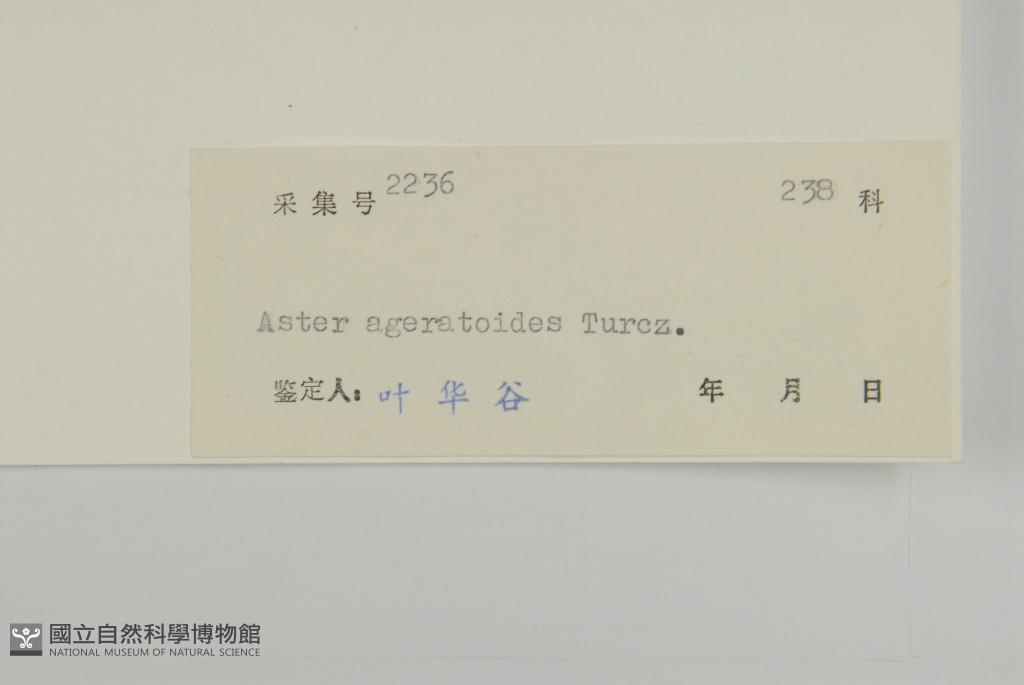 采集号 2236 238 科
Aster ageratoides Turcz.
鉴定人: 叶华谷 年 月 日
國立自然科學博物館
NATIONAL MUSEUM OF NATURAL SCIENCE